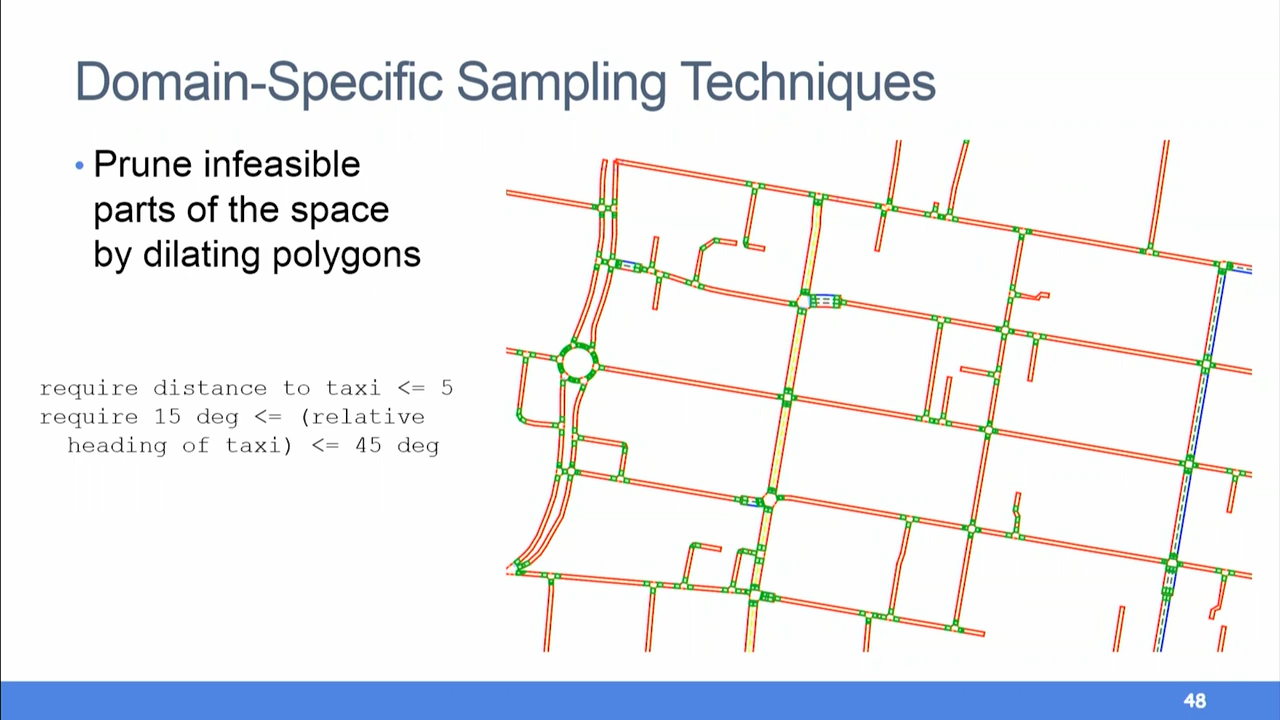 Domain-Specific Sampling Techniques
• Prune infeasible
parts of the space
by dilating polygons
require distance to taxi <= 5
require 15 deg <= (relative
heading of taxi) <= 45 deg
48